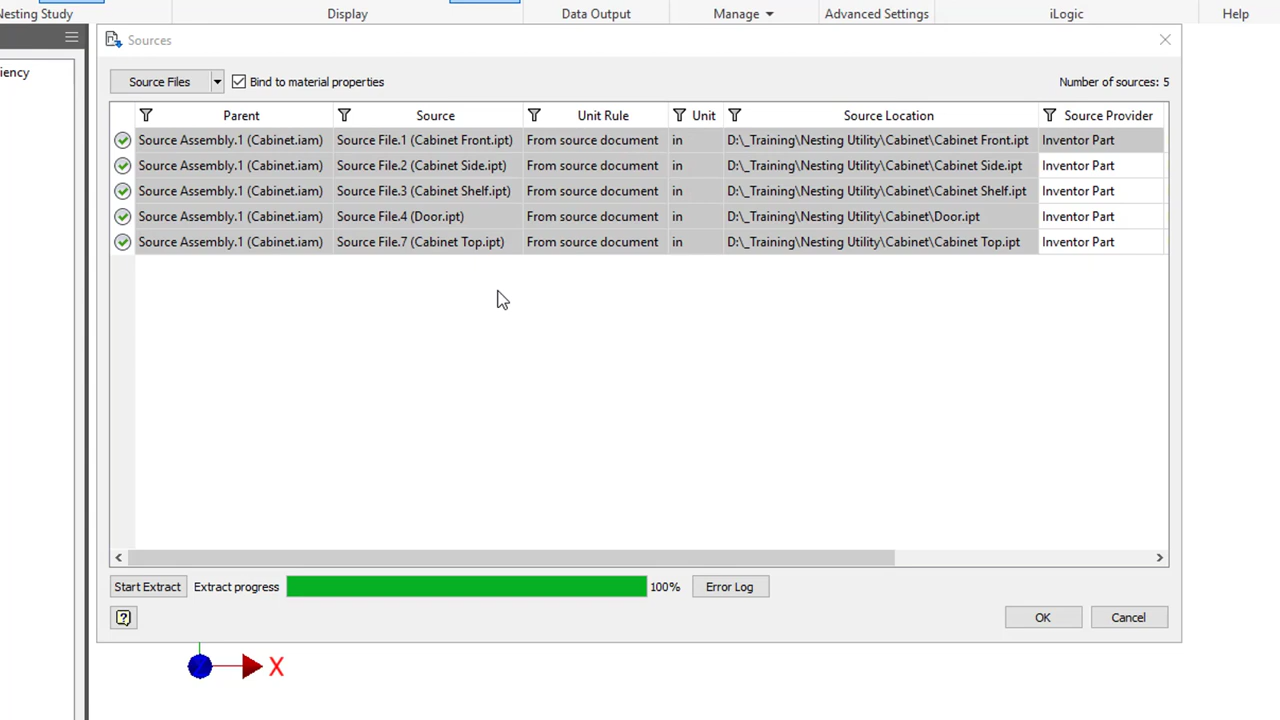 Nesting Study Display Data Output Manage Advanced Settings iLogic Help
Sources
iency
Source Files Bind to material properties Number of sources: 5
Parent Source Unit Rule Unit Source Location Source Provider
Source Assembly.1 (Cabinet.iam) Source File.1 (Cabinet Front.ipt) From source document in D:\_Training\Nesting Utility\Cabinet\Cabinet Front.ipt Inventor Part
Source Assembly.1 (Cabinet.iam) Source File.2 (Cabinet Side.ipt) From source document in D:\_Training\Nesting Utility\Cabinet\Cabinet Side.ipt Inventor Part
Source Assembly.1 (Cabinet.iam) Source File.3 (Cabinet Shelf.ipt) From source document in D:\_Training\Nesting Utility\Cabinet\Cabinet Shelf.ipt Inventor Part
Source Assembly.1 (Cabinet.iam) Source File.4 (Door.ipt) From source document in D:\_Training\Nesting Utility\Cabinet\Door.ipt Inventor Part
Source Assembly.1 (Cabinet.iam) Source File.7 (Cabinet Top.ipt) From source document in D:\_Training\Nesting Utility\Cabinet\Cabinet Top.ipt Inventor Part
Start Extract Extract progress 100% Error Log
? OK Cancel
X